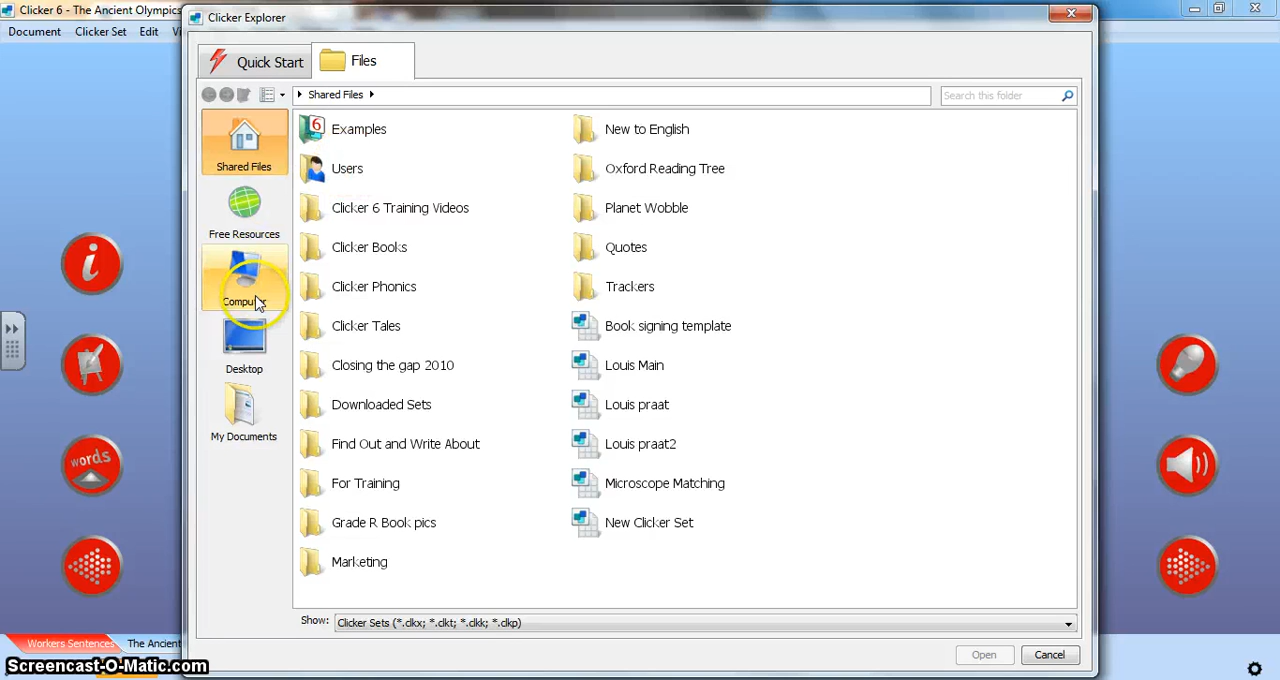 Clicker 6 - The Ancient Olympics
Clicker Explorer
Document Clicker Set Edit
Quick Start
Files
Shared Files
Search this folder
Shared Files
Free Resources
Computer
Desktop
My Documents
Examples
Users
Clicker 6 Training Videos
Clicker Books
Clicker Phonics
Clicker Tales
Closing the gap 2010
Downloaded Sets
Find Out and Write About
For Training
Grade R Book pics
Marketing
New to English
Oxford Reading Tree
Planet Wobble
Quotes
Trackers
Book signing template
Louis Main
Louis praat
Louis praat2
Microscope Matching
New Clicker Set
words
Show: Clicker Sets (*.clkx; *.clkt; *.clkk; *.clkp)
Open Cancel
Workers Sentences The Ancient
Screencast-O-Matic.com